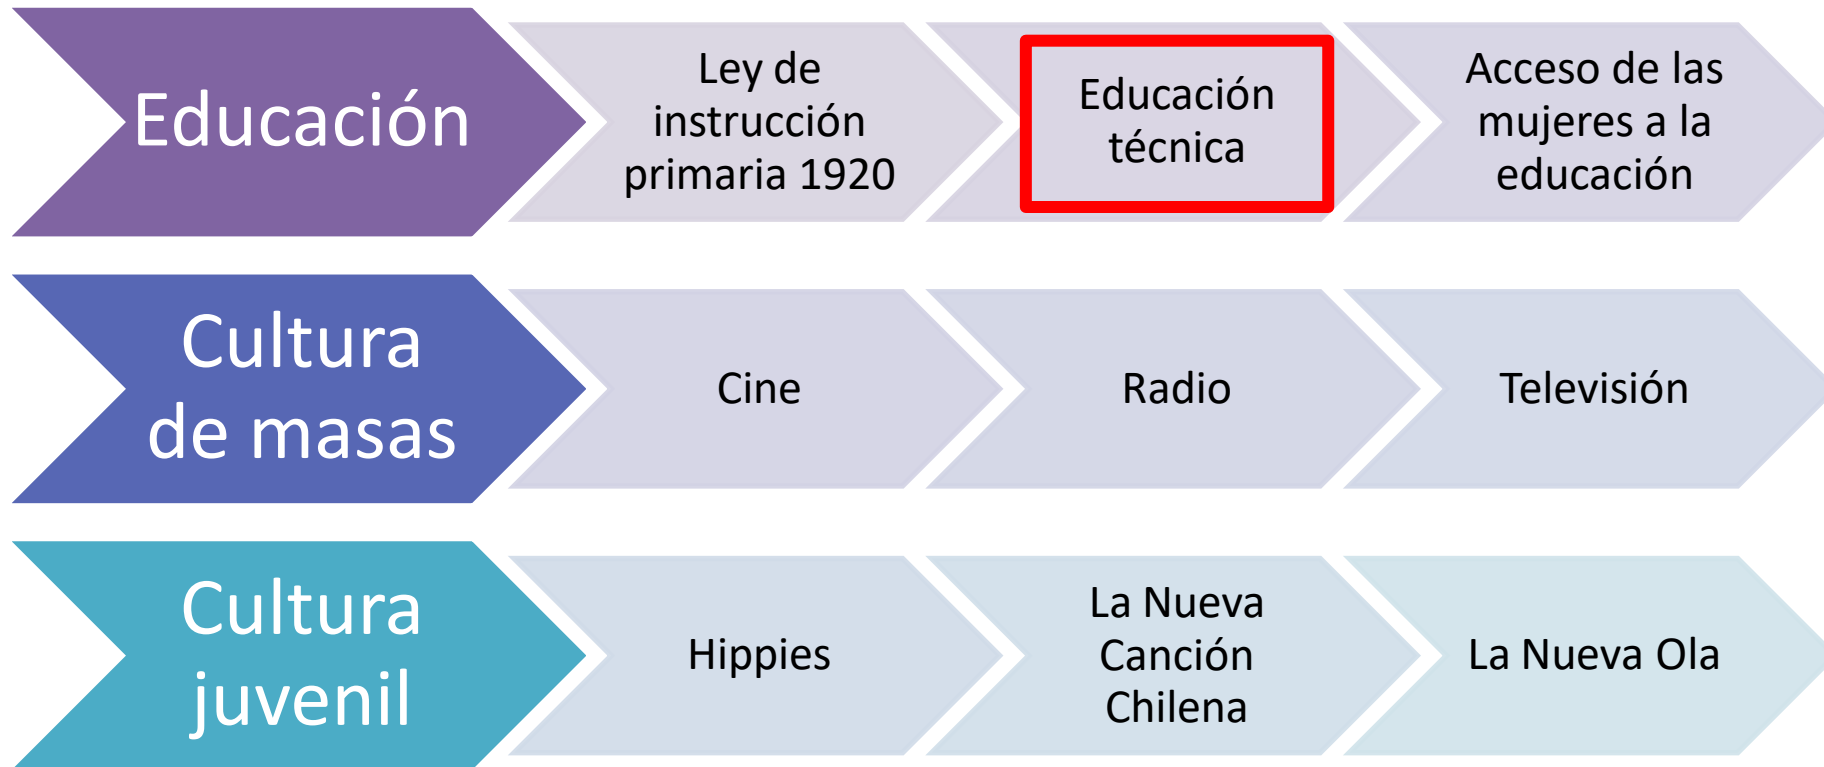 Educación
Ley de
instrucción
primaria 1920
Educación
técnica
Acceso de las
mujeres a la
educación
Cultura
de masas
Cine
Radio
Televisión
Cultura
juvenil
Hippies
La Nueva
Canción
Chilena
La Nueva Ola